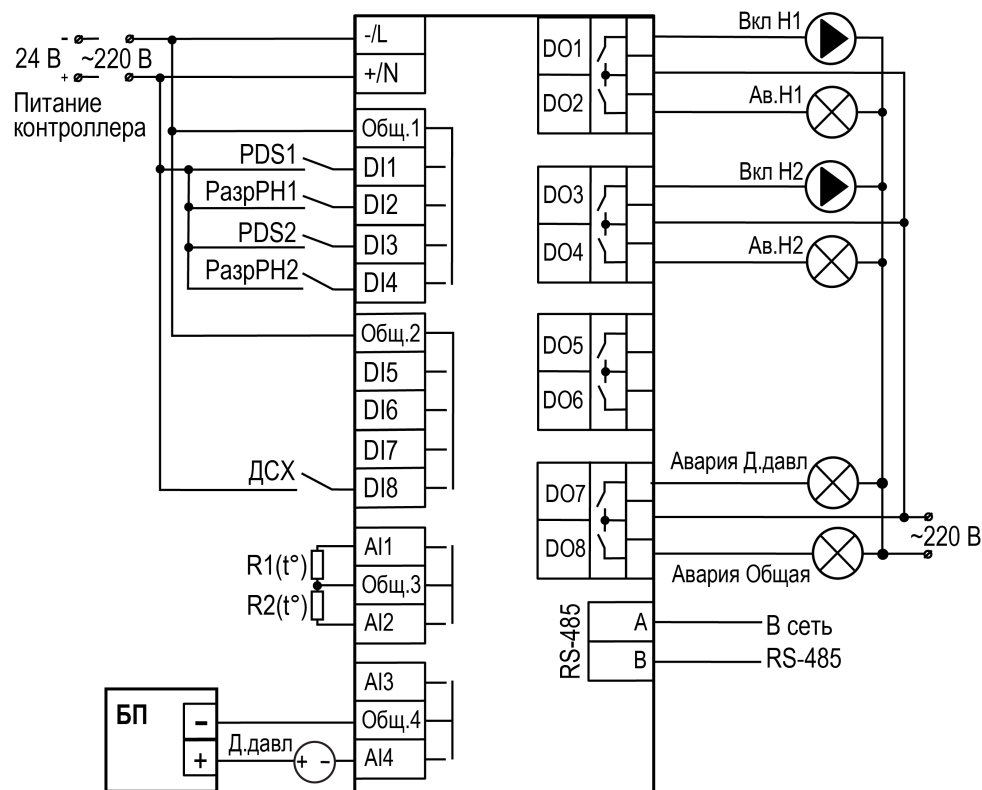 -
24 В ~220 В
+
Питание
контроллера
-/L
+/N
Общ.1
PDS1
DI1
РазрРН1
DI2
PDS2
DI3
РазрРН2
DI4
Общ.2
DI5
DI6
DI7
ДСХ
DI8
AI1
R1(t°)
Общ.3
R2(t°)
AI2
AI3
БП
-
Общ.4
+
Д.давл
+ -
AI4
DO1
Вкл Н1
DO2
Ав.Н1
DO3
Вкл Н2
DO4
Ав.Н2
DO5
DO6
DO7
Авария Д.давл
~220 В
DO8
Авария Общая
RS-485
A
В сеть
B
RS-485